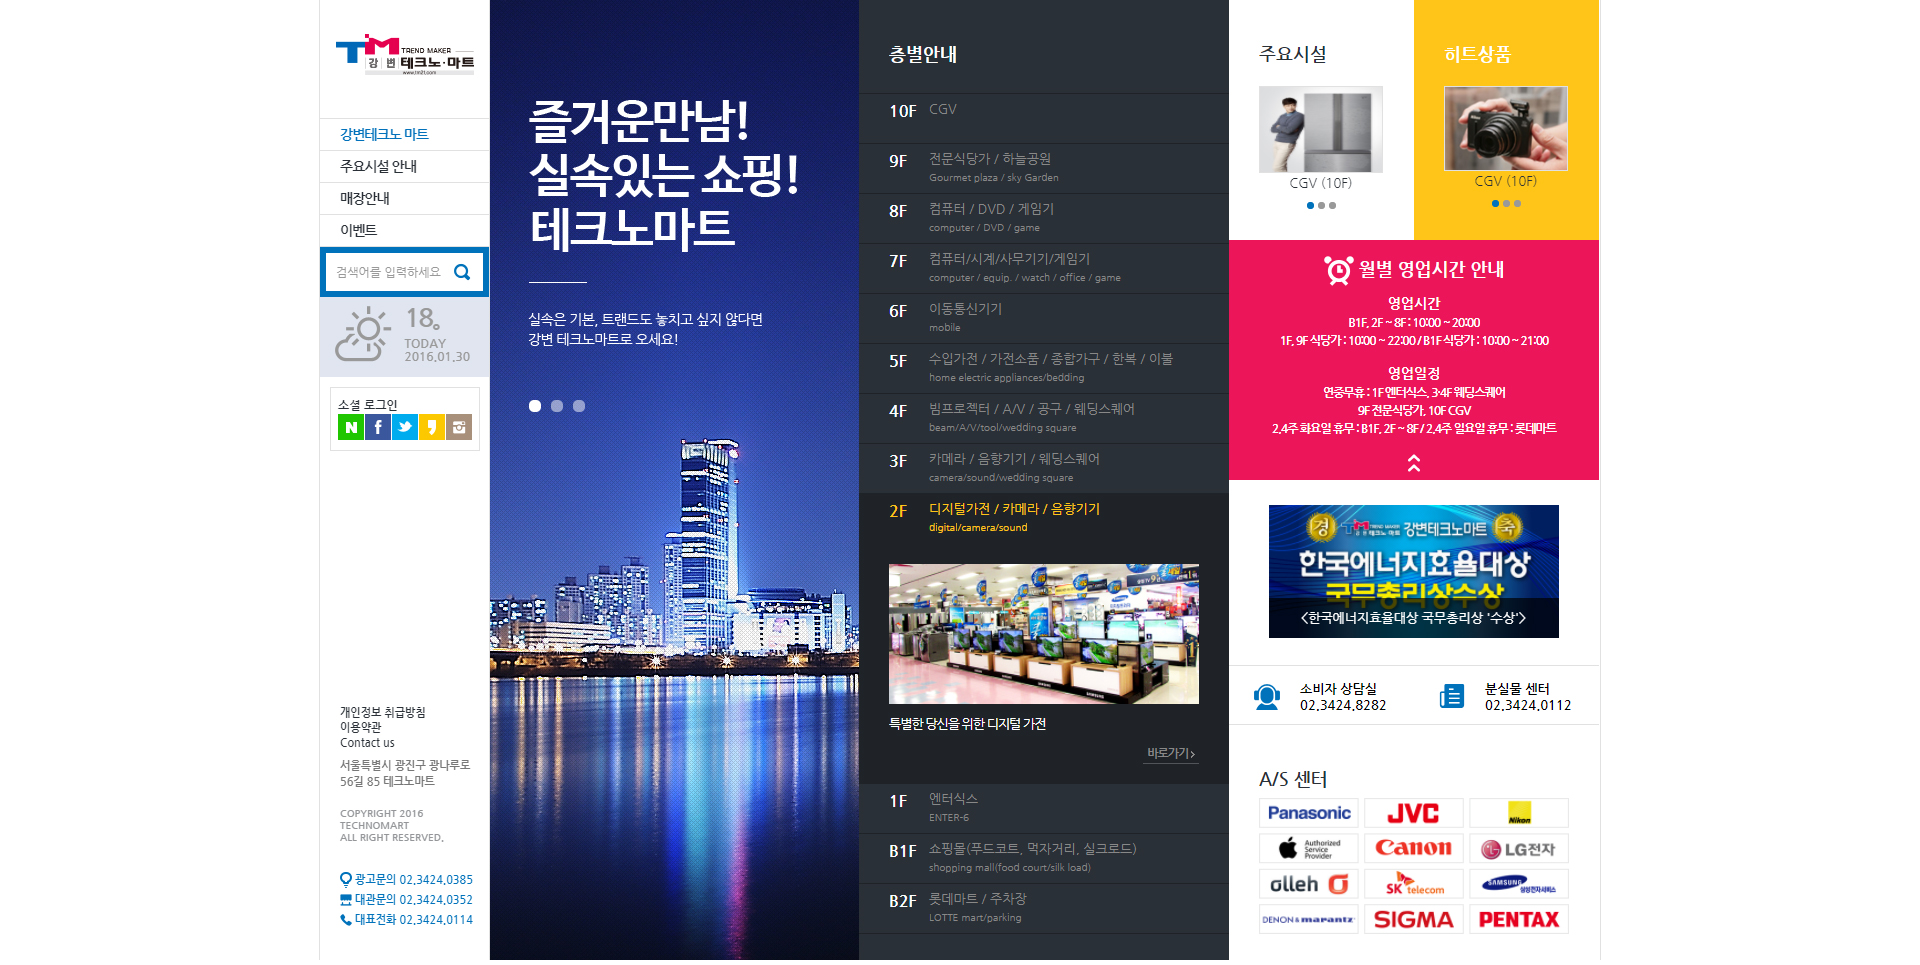 TM TREND MAKER
강변 테크노·마트
www.tm21.com
강변테크노 마트
주요시설 안내
매장안내
이벤트
검색어를 입력하세요
18°
TODAY
2016.01.30
소셜 로그인
개인정보 취급방침
이용약관
Contact us
서울특별시 광진구 광나루로
56길 85 테크노마트
COPYRIGHT 2016
TECHNOMART
ALL RIGHT RESERVED.
광고문의 02.3424.0385
대관문의 02.3424.0352
대표전화 02.3424.0114
즐거운만남!
실속있는 쇼핑!
테크노마트
실속은 기본, 트랜드도 놓치고 싶지 않다면
강변 테크노마트로 오세요!
층별안내
10F CGV
9F 전문식당가 / 하늘공원
Gourmet plaza / sky Garden
8F 컴퓨터 / DVD / 게임기
computer / DVD / game
7F 컴퓨터/시계/사무기기/게임기
computer / equip. / watch / office / game
6F 이동통신기기
mobile
5F 수입가전 / 가전소품 / 종합가구 / 한복 / 이불
home electric appliances/bedding
4F 빔프로젝터 / A/V / 공구 / 웨딩스퀘어
beam/A/V/tool/wedding square
3F 카메라 / 음향기기 / 웨딩스퀘어
camera/sound/wedding square
2F 디지털가전 / 카메라 / 음향기기
digital/camera/sound
특별한 당신을 위한 디지털 가전
바로가기 >
1F 엔터식스
ENTER-6
B1F 쇼핑몰(푸드코트, 먹자거리, 실크로드)
shopping mall(food court/silk load)
B2F 롯데마트 / 주차장
LOTTE mart/parking
주요시설
CGV (10F)
히트상품
CGV (10F)
월별 영업시간 안내
영업시간
B1F, 2F ~ 8F : 10:00 ~ 20:00
1F, 9F 식당가 : 10:00 ~ 22:00 / B1F 식당가 : 10:00 ~ 21:00
영업일정
연중무휴 : 1F 엔터식스, 3·4F 웨딩스퀘어
9F 전문식당가, 10F CGV
2,4주 화요일 휴무 : B1F, 2F ~ 8F / 2,4주 일요일 휴무 : 롯데마트
경 TM TREND MAKER 강변 테크노·마트 강변테크노마트 축
한국에너지효율대상
국무총리상수상
<한국에너지효율대상 국무총리상 '수상'>
소비자 상담실
02.3424.8282
분실물 센터
02.3424.0112
A/S 센터
Panasonic JVC Nikon
Authorized
Service
Provider
Canon LG전자
olleh SK telecom SAMSUNG 삼성전자서비스
DENON & marantz SIGMA PENTAX